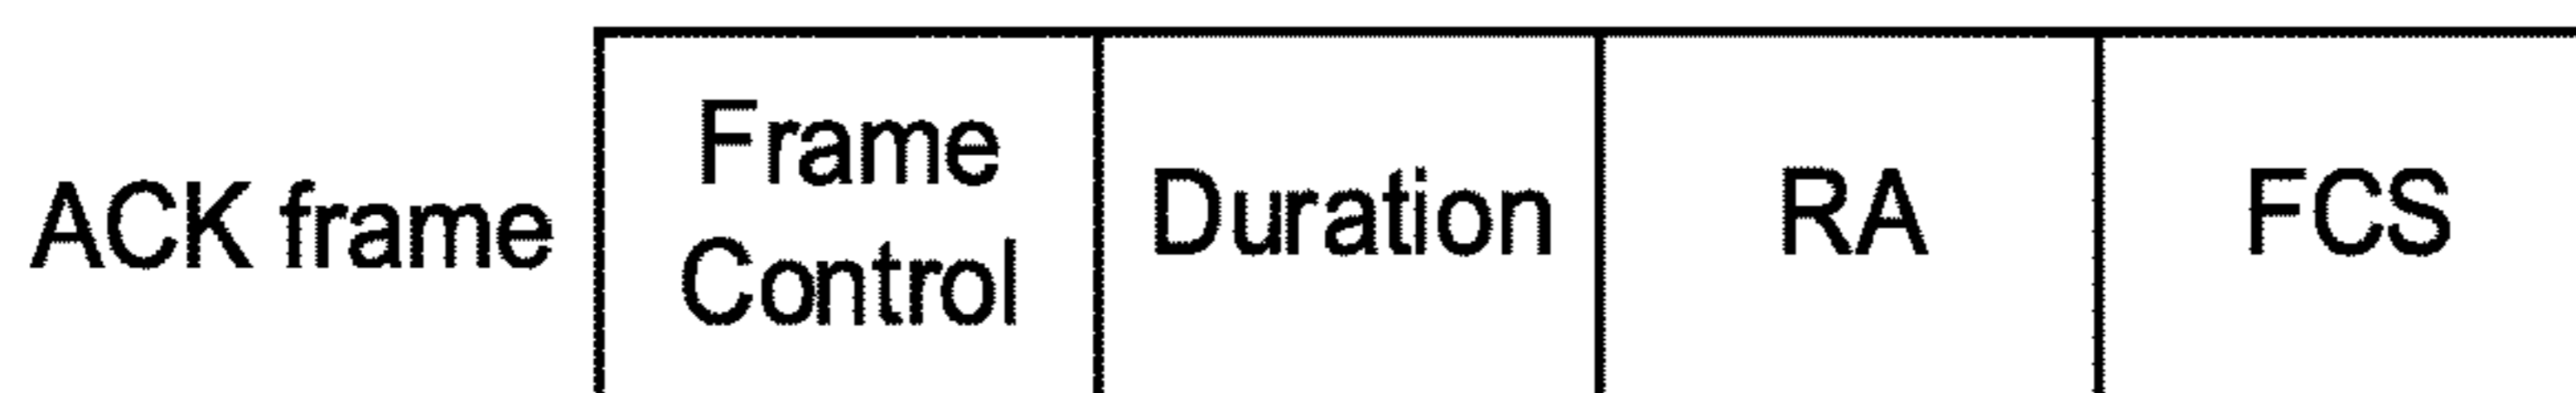 ACK frame
Frame
Control
Duration
RA
FCS